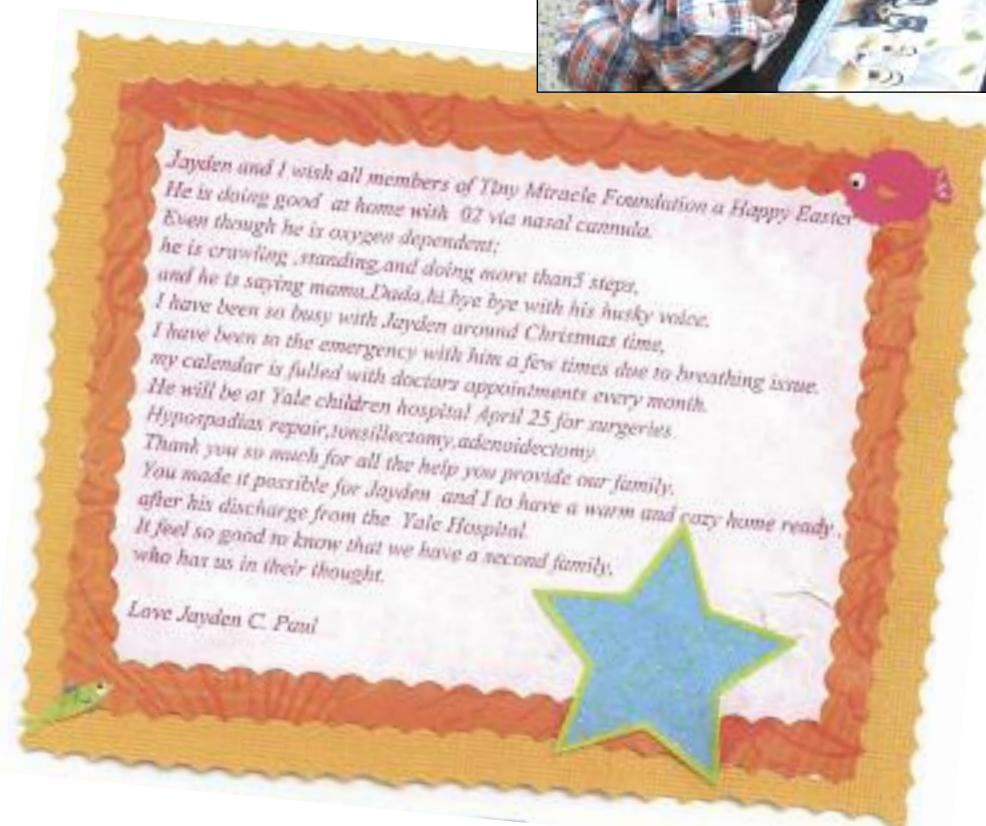 Jayden and I wish all members of Tiny Miracle Foundation a Happy Easter
He is doing good at home with 02 via nasal cannula.
Even though he is oxygen dependent;
he is crawling ,standing,and doing more than5 steps,
and he is saying mama,Dada,hi,bye bye with his husky voice.
I have been so busy with Jayden around Christmas time,
I have been to the emergency with him a few times due to breathing issue.
my calendar is fulled with doctors appointments every month.
He will be at Yale children hospital April 25 for surgeries
Hypospadias repair,tonsillectomy,adenoidectomy
Thank you so much for all the help you provide our family.
You made it possible for Jayden and I to have a warm and cozy home ready
after his discharge from the Yale Hospital.
It feel so good to know that we have a second family,
who has us in their thought.
Love Jayden C. Paul